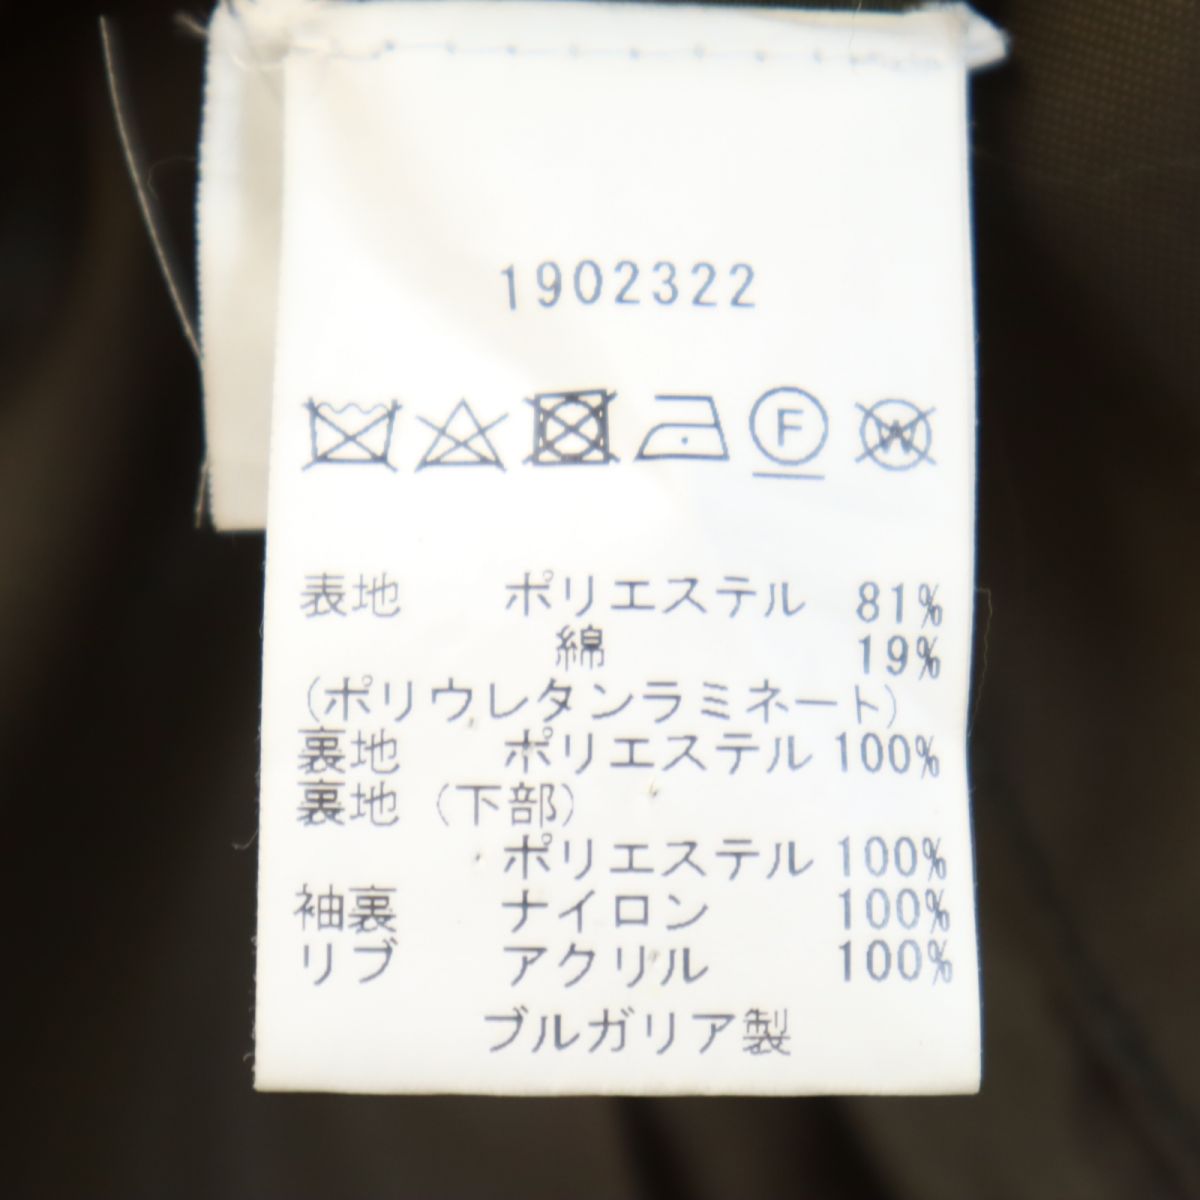 1902322
F W
表地 ポリエステル 81%
綿 19%
(ポリウレタンラミネート)
裏地 ポリエステル 100%
裏地 (下部)
ポリエステル 100%
袖裏 ナイロン 100%
リブ アクリル 100%
ブルガリア製